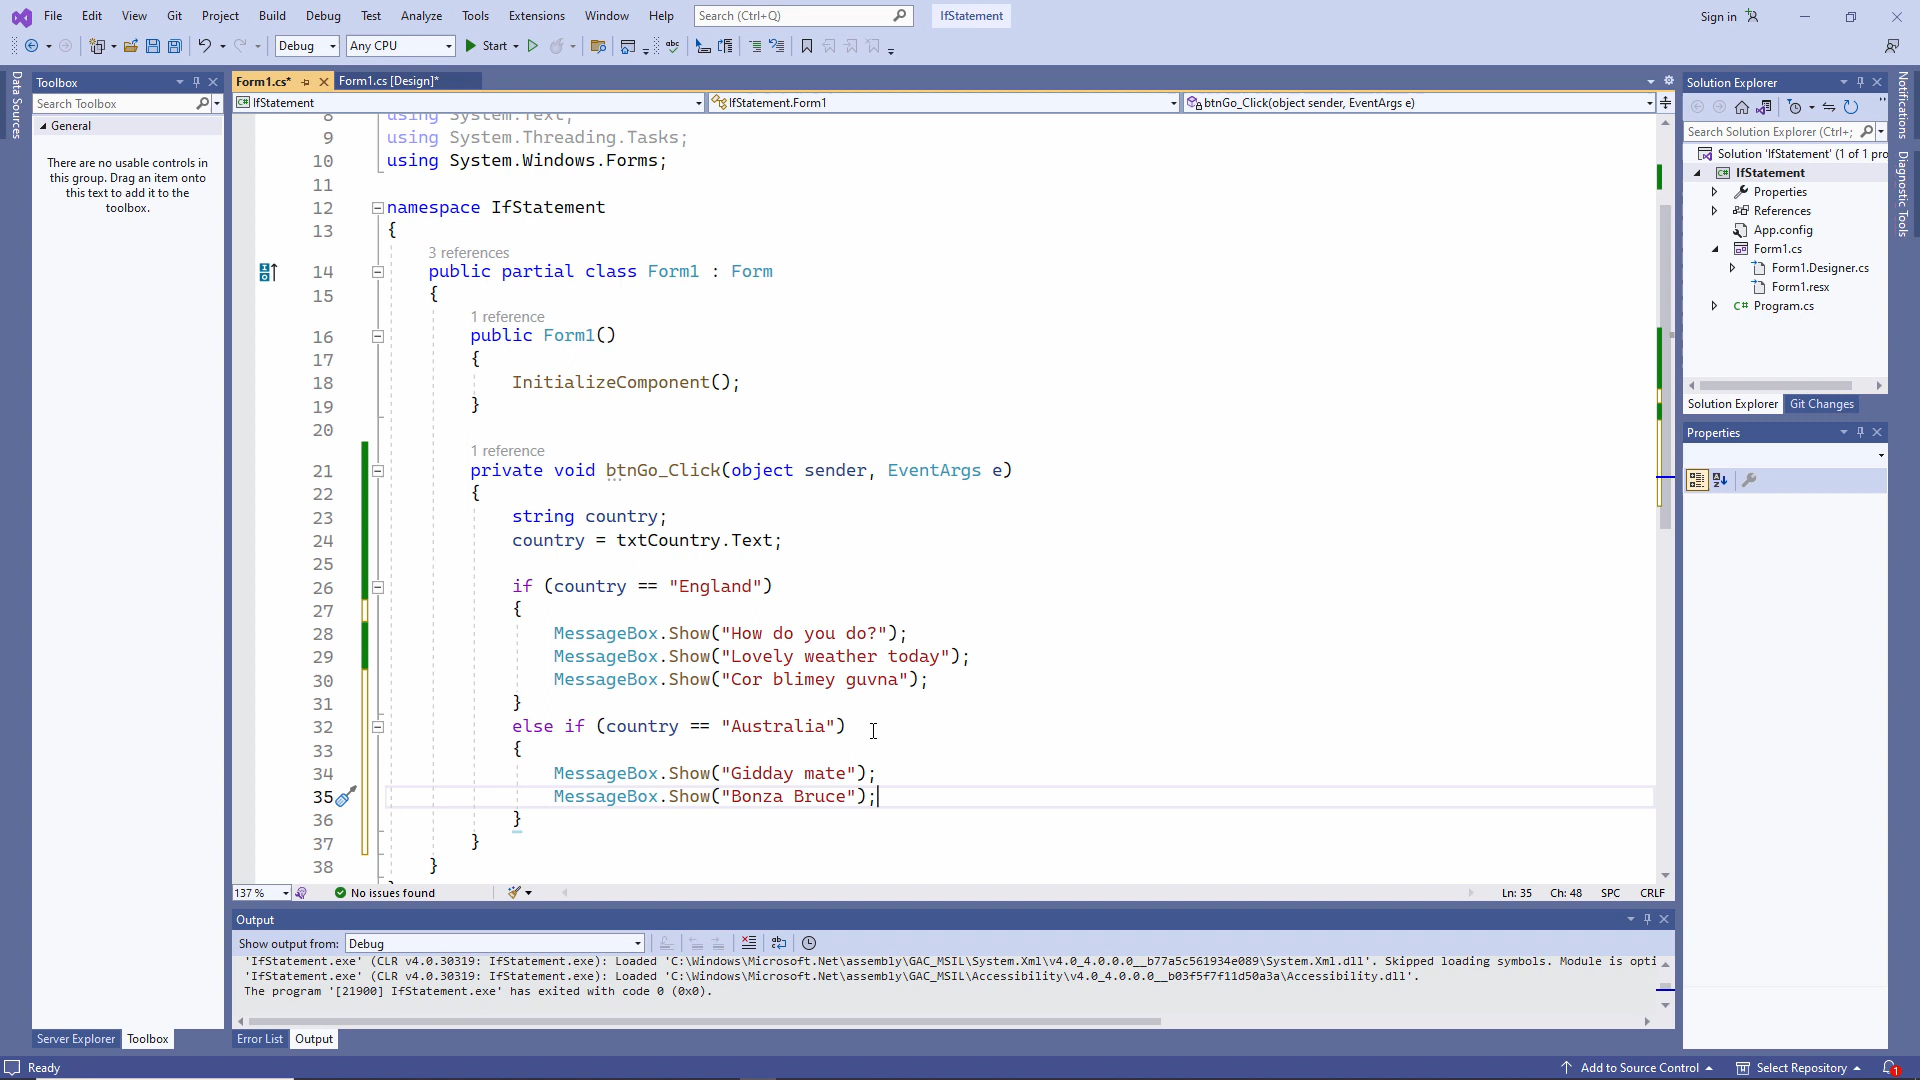 File Edit View Git Project Build Debug Test Analyze Tools Extensions Window Help Search (Ctrl+Q) IfStatement Sign in
Debug Any CPU Start
Data Sources
Toolbox
Search Toolbox
General
There are no usable controls in
this group. Drag an item onto
this text to add it to the
toolbox.
Server Explorer Toolbox
Form1.cs* Form1.cs [Design]*
IfStatement IfStatement.Form1 btnGo_Click(object sender, EventArgs e)
8 using System.Text;
9 using System.Threading.Tasks;
10 using System.Windows.Forms;
11
12 namespace IfStatement
13 {
3 references
14 public partial class Form1 : Form
15 {
1 reference
16 public Form1()
17 {
18 InitializeComponent();
19 }
20
1 reference
21 private void btnGo_Click(object sender, EventArgs e)
22 {
23 string country;
24 country = txtCountry.Text;
25
26 if (country == "England")
27 {
28 MessageBox.Show("How do you do?");
29 MessageBox.Show("Lovely weather today");
30 MessageBox.Show("Cor blimey guvna");
31 }
32 else if (country == "Australia")
33 {
34 MessageBox.Show("Gidday mate");
35 MessageBox.Show("Bonza Bruce");
36 }
37 }
38 }
137 % No issues found Ln: 35 Ch: 48 SPC CRLF
Output
Show output from: Debug
'IfStatement.exe' (CLR v4.0.30319: IfStatement.exe): Loaded 'C:\Windows\Microsoft.Net\assembly\GAC_MSIL\System.Xml\v4.0_4.0.0.0__b77a5c561934e089\System.Xml.dll'. Skipped loading symbols. Module is opti
'IfStatement.exe' (CLR v4.0.30319: IfStatement.exe): Loaded 'C:\Windows\Microsoft.Net\assembly\GAC_MSIL\Accessibility\v4.0_4.0.0.0__b03f5f7f11d50a3a\Accessibility.dll'.
The program '[21900] IfStatement.exe' has exited with code 0 (0x0).
Error List Output
Solution Explorer
Search Solution Explorer (Ctrl+;
Solution 'IfStatement' (1 of 1 pro
IfStatement
Properties
References
App.config
Form1.cs
Form1.Designer.cs
Form1.resx
C# Program.cs
Solution Explorer Git Changes
Properties
Notifications
Diagnostic Tools
Ready Add to Source Control Select Repository 1